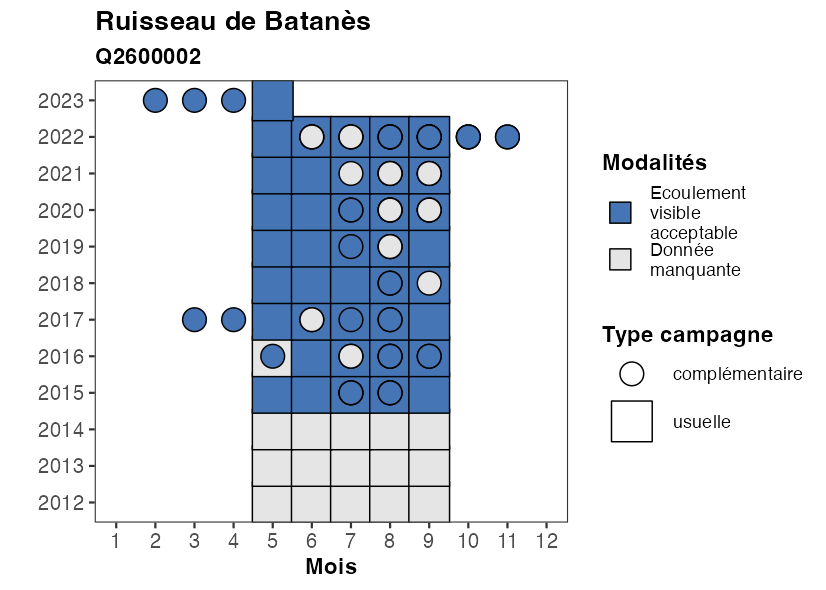 Ruisseau de Batanès
Q2600002
2023
2022
2021
2020
2019
2018
2017
2016
2015
2014
2013
2012
1 2 3 4 5 6 7 8 9 10 11 12
Mois
Modalités
Ecoulement
visible
acceptable
Donnée
manquante
Type campagne
complémentaire
usuelle